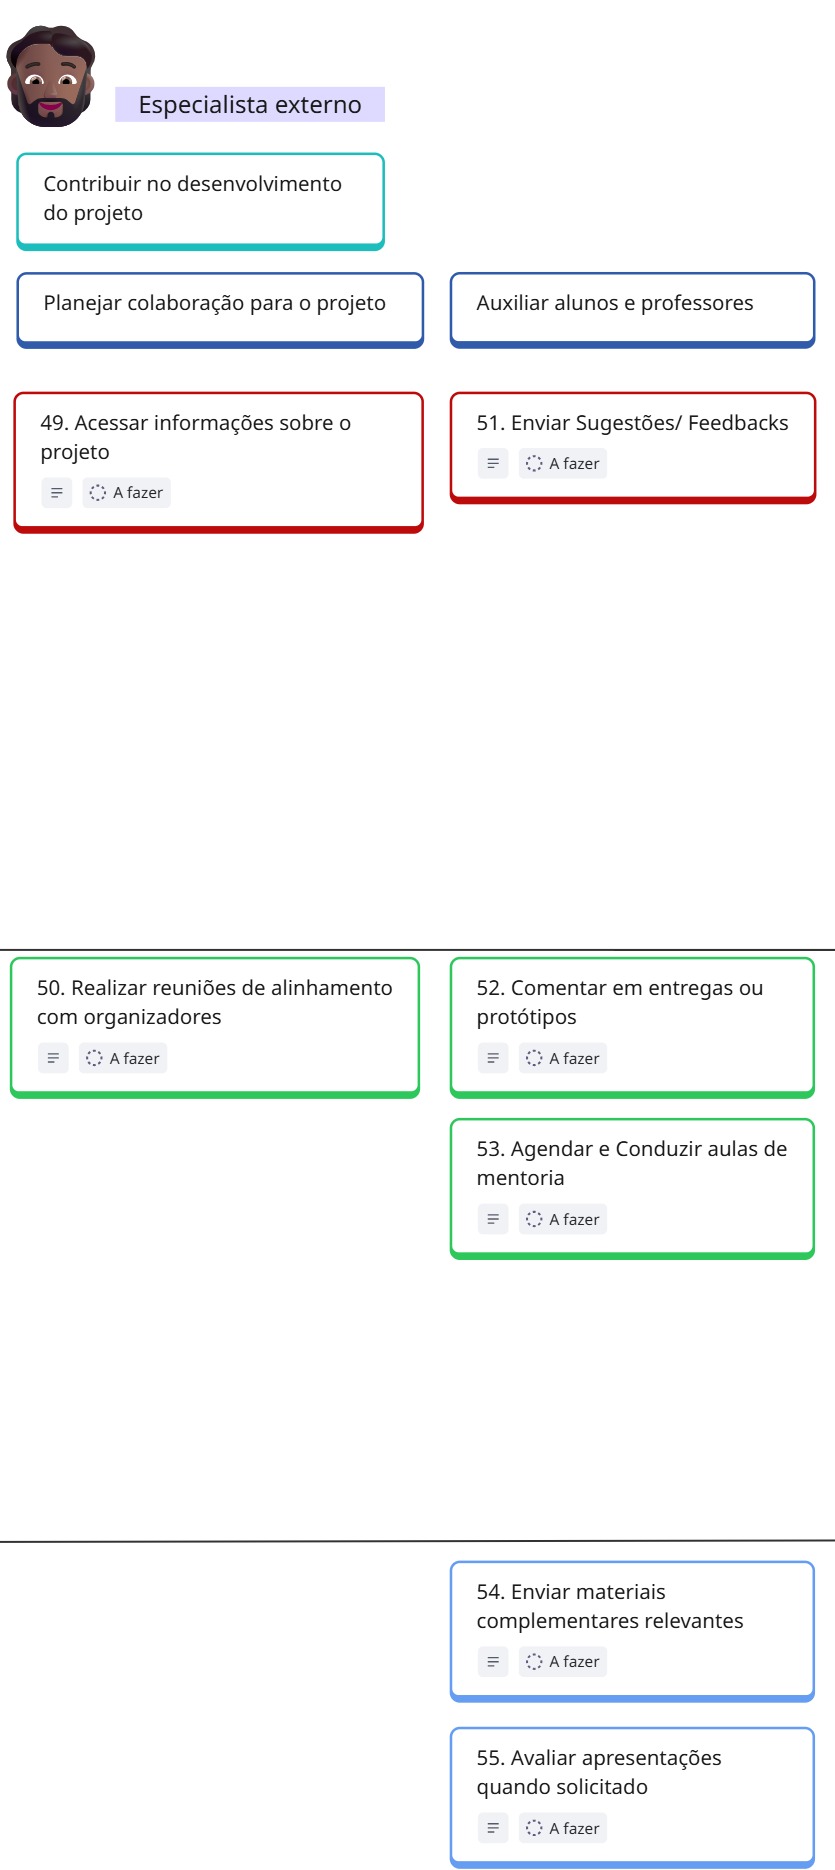 Especialista externo
Contribuir no desenvolvimento
do projeto
Planejar colaboração para o projeto
Auxiliar alunos e professores
49. Acessar informações sobre o
projeto
A fazer
51. Enviar Sugestões/ Feedbacks
A fazer
50. Realizar reuniões de alinhamento
com organizadores
A fazer
52. Comentar em entregas ou
protótipos
A fazer
53. Agendar e Conduzir aulas de
mentoria
A fazer
54. Enviar materiais
complementares relevantes
A fazer
55. Avaliar apresentações
quando solicitado
A fazer